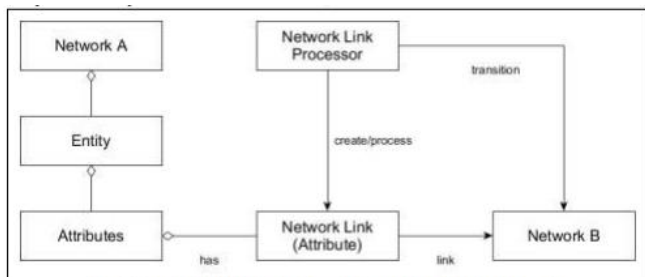 Network A
Network Link
Processor
transition
Entity
create/process
Attributes
has
Network Link
(Attribute)
link
Network B